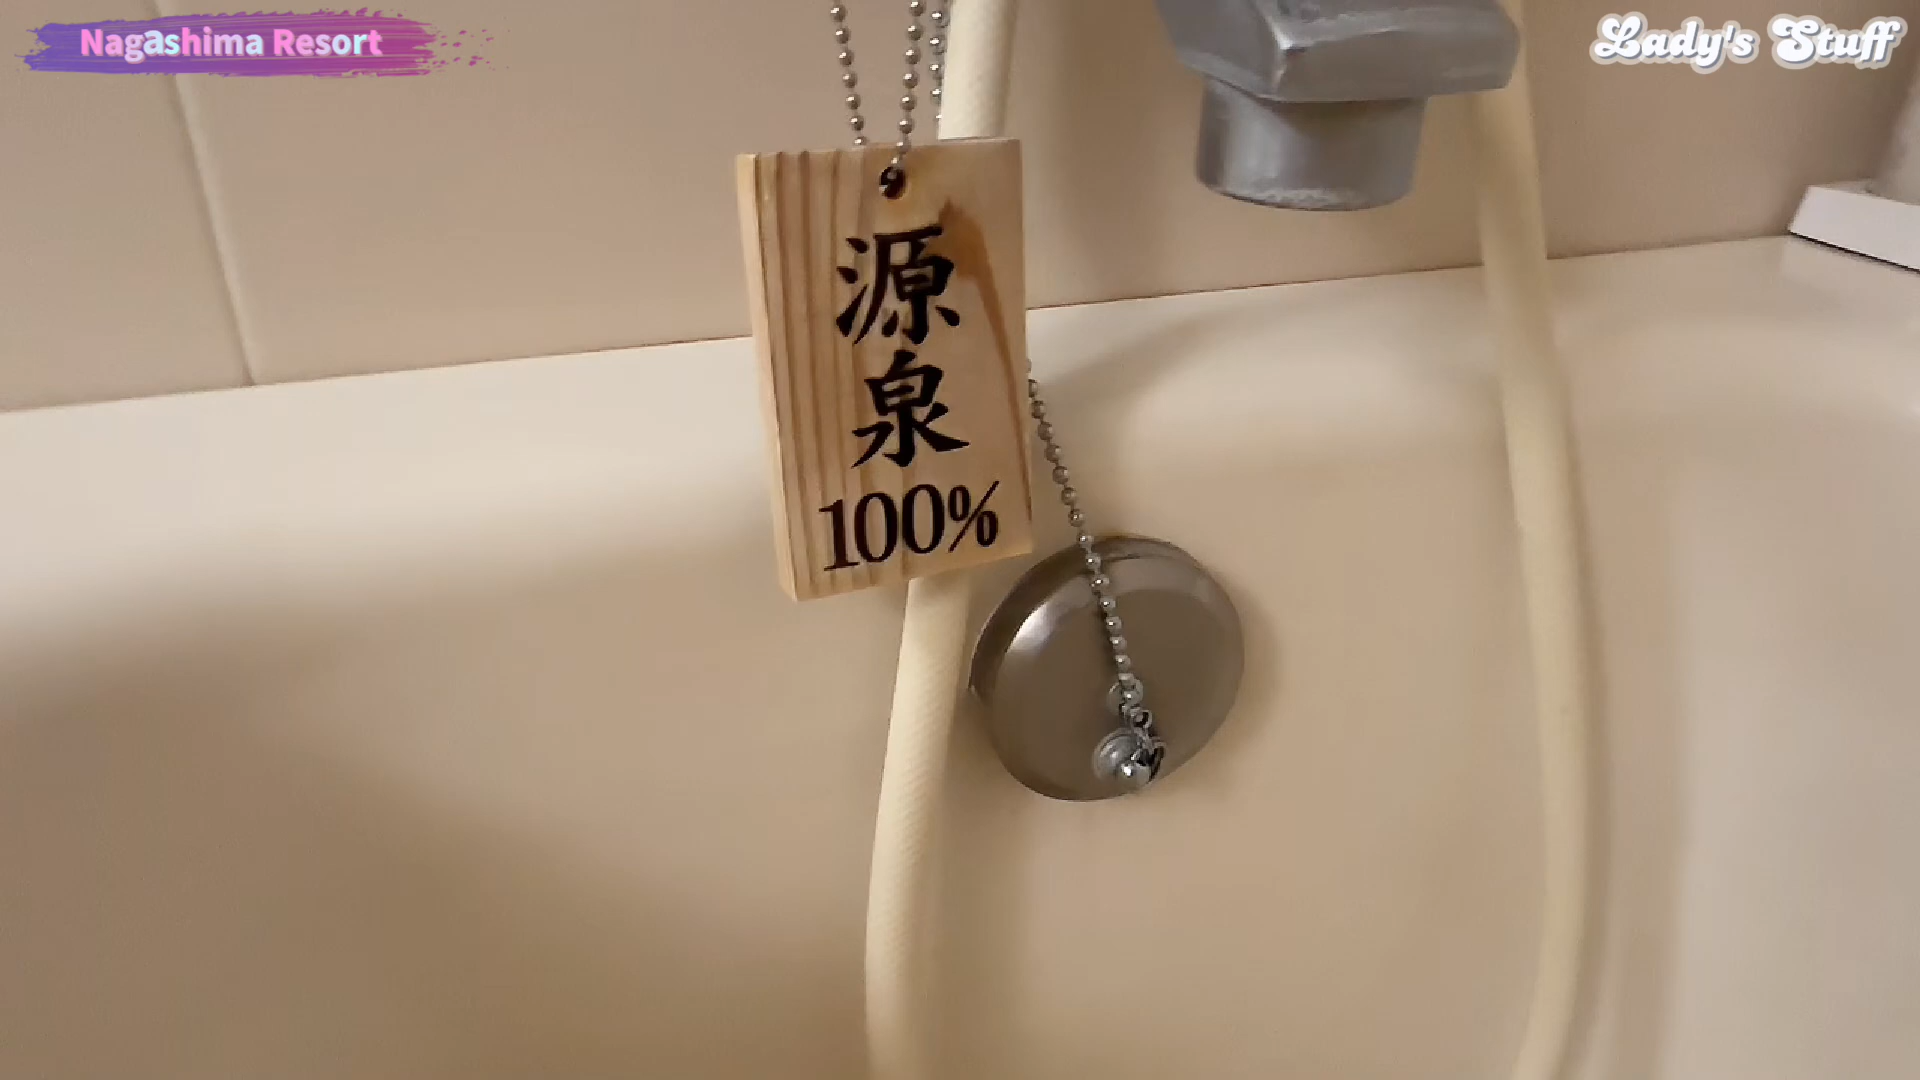 Nagashima Resort
Lady's Stuff
源
泉
100%